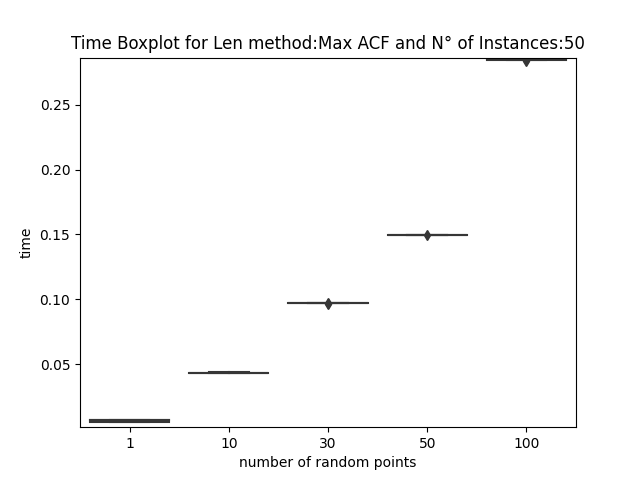 Time Boxplot for Len method:Max ACF and N° of Instances:50
0.25
0.20
0.15
0.10
0.05
time
1 10 30 50 100
number of random points